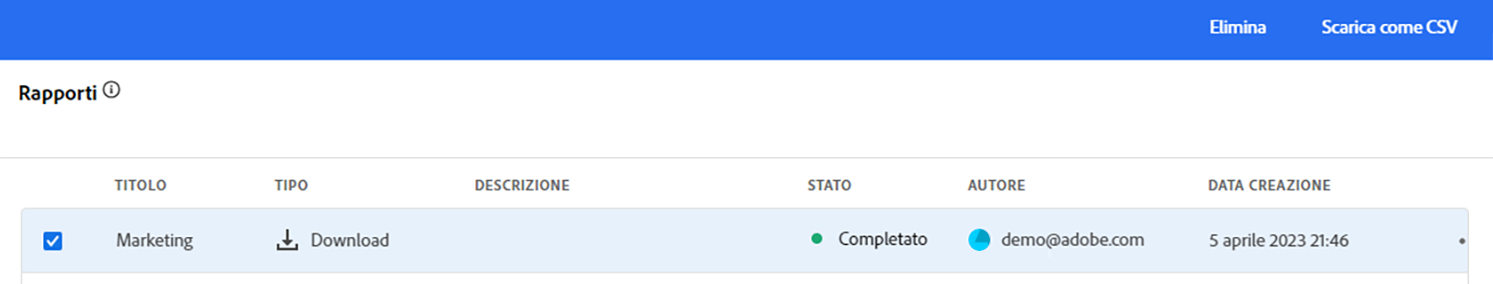 Elimina Scarica come CSV
Rapporti
TITOLO TIPO DESCRIZIONE STATO AUTORE DATA CREAZIONE
Marketing Download Completato demo@adobe.com 5 aprile 2023 21:46